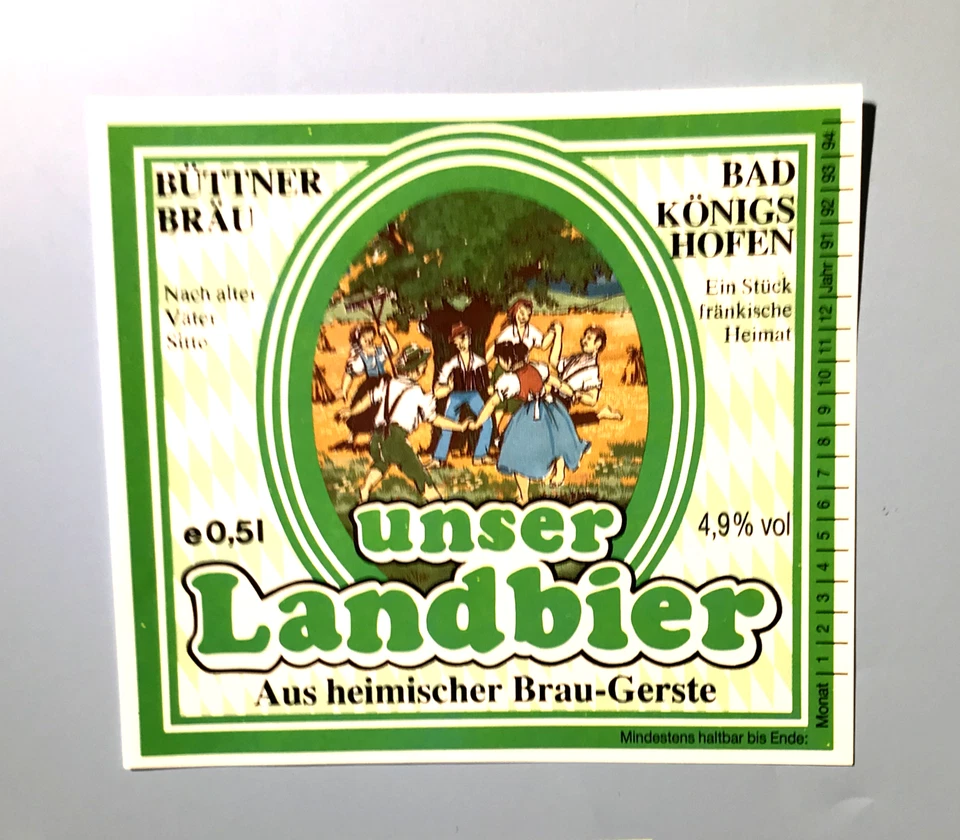 BÜTTNER
BRÄU
BAD
KÖNIGS
HOFEN
Nach alter
Väter
Sitte
Ein Stück
fränkische
Heimat
e 0,5l
4,9% vol
unser
Landbier
Aus heimischer Brau-Gerste
Mindestens haltbar bis Ende:
Monat | 1 | 2 | 3 | 4 | 5 | 6 | 7 | 8 | 9 | 10 | 11 | 12 | Jahr | 91 | 92 | 93 | 94